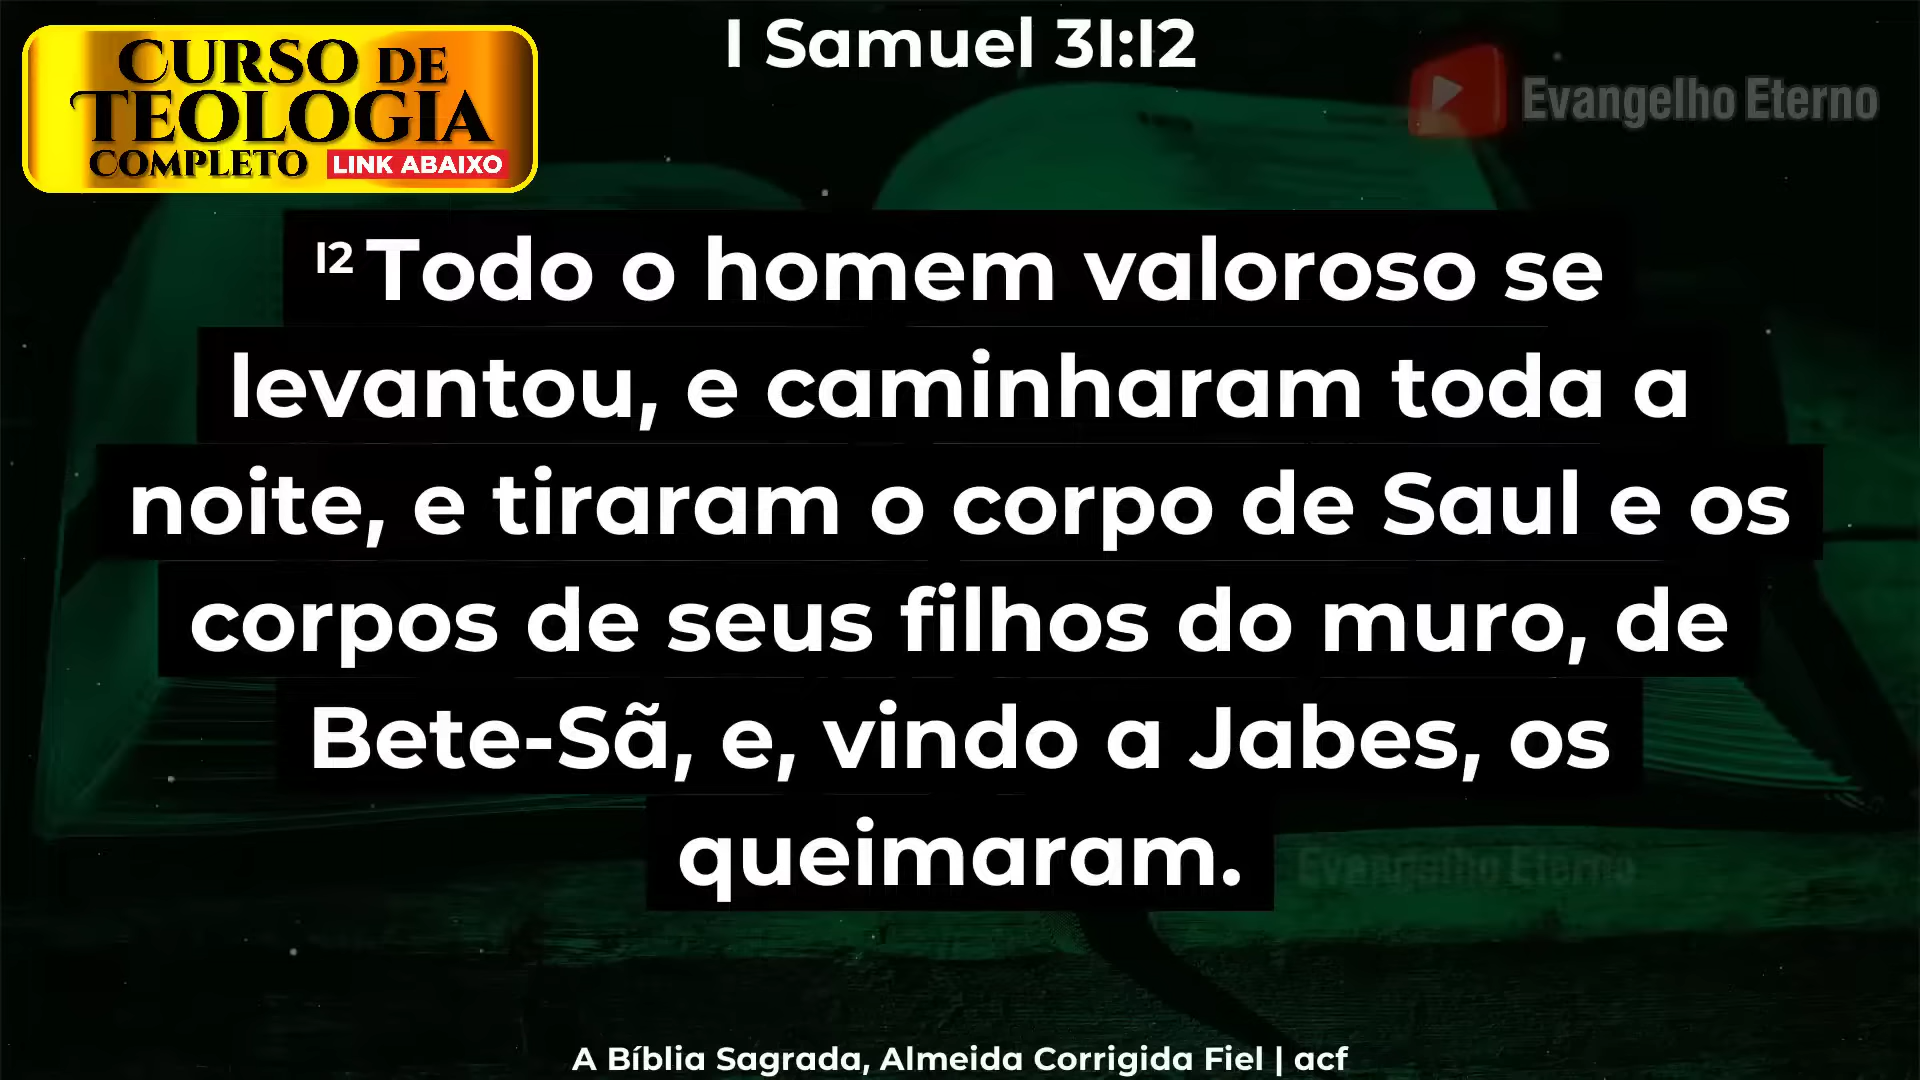 I Samuel 31:12
CURSO DE
TEOLOGIA
COMPLETO LINK ABAIXO
Evangelho Eterno
12 Todo o homem valoroso se
levantou, e caminharam toda a
noite, e tiraram o corpo de Saul e os
corpos de seus filhos do muro, de
Bete-Sã, e, vindo a Jabes, os
queimaram.
Evangelho Eterno
A Bíblia Sagrada, Almeida Corrigida Fiel | acf